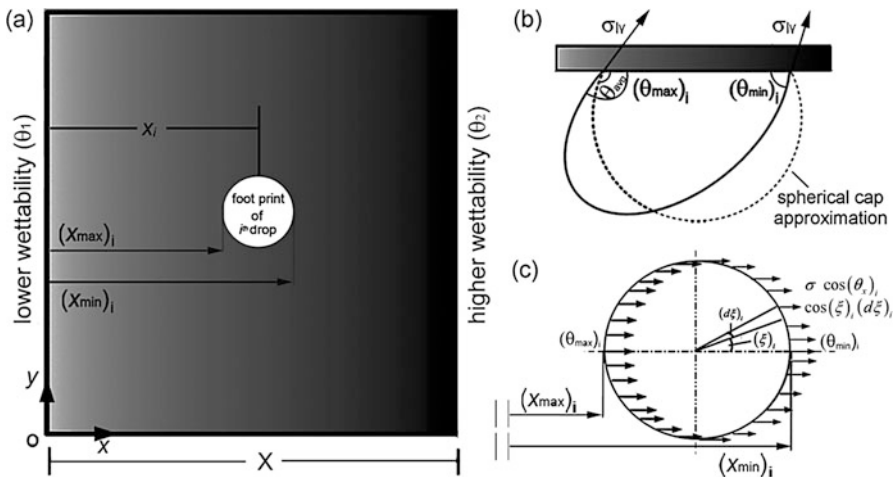 (a)
lower wettability (θ1)
xi
foot print
of
ith drop
(xmax)i
(xmin)i
higher wettability (θ2)
y
o
x
X
(b)
σlv
σlv
θavg
(θmax)i
(θmin)i
spherical cap
approximation
(c)
σ cos(θx)i
cos(ξ)i (dξ)i
(dξ)i
(ξ)i
(θmax)i
(θmin)i
(xmax)i
(xmin)i